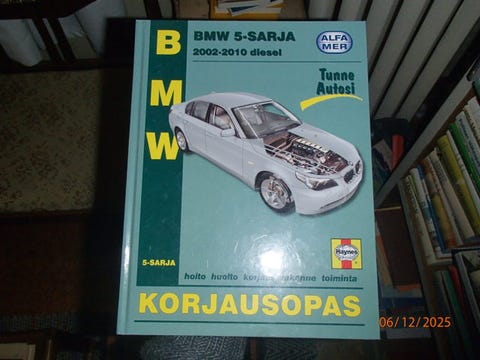 BMW
BMW 5-SARJA
2002-2010 diesel
ALFA
MER
Tunne
Autosi
5-SARJA
Haynes
hoito huolto korjaus rakenne toiminta
KORJAUSOPAS
06/12/2025